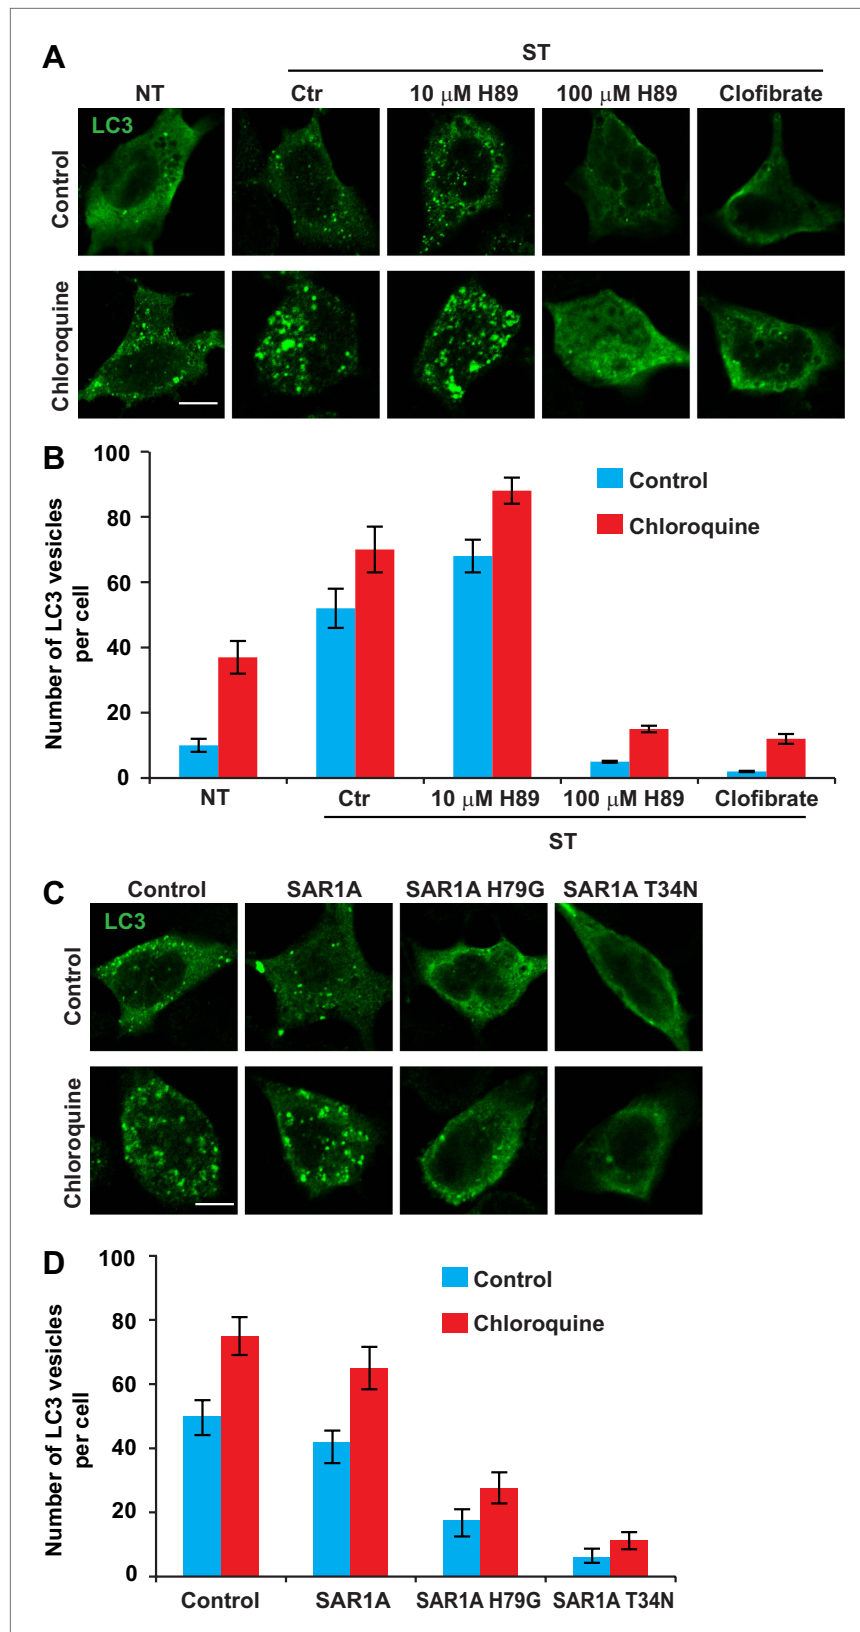 A
ST
NT
Ctr
10 μM H89
100 μM H89
Clofibrate
LC3
Control
Chloroquine
B
Number of LC3 vesicles
per cell
100
80
60
40
20
0
Control
Chloroquine
NT
Ctr
10 μM H89
100 μM H89
Clofibrate
ST
C
Control
SAR1A
SAR1A H79G
SAR1A T34N
LC3
Control
Chloroquine
D
Number of LC3 vesicles
per cell
100
80
60
40
20
0
Control
Chloroquine
Control
SAR1A
SAR1A H79G
SAR1A T34N